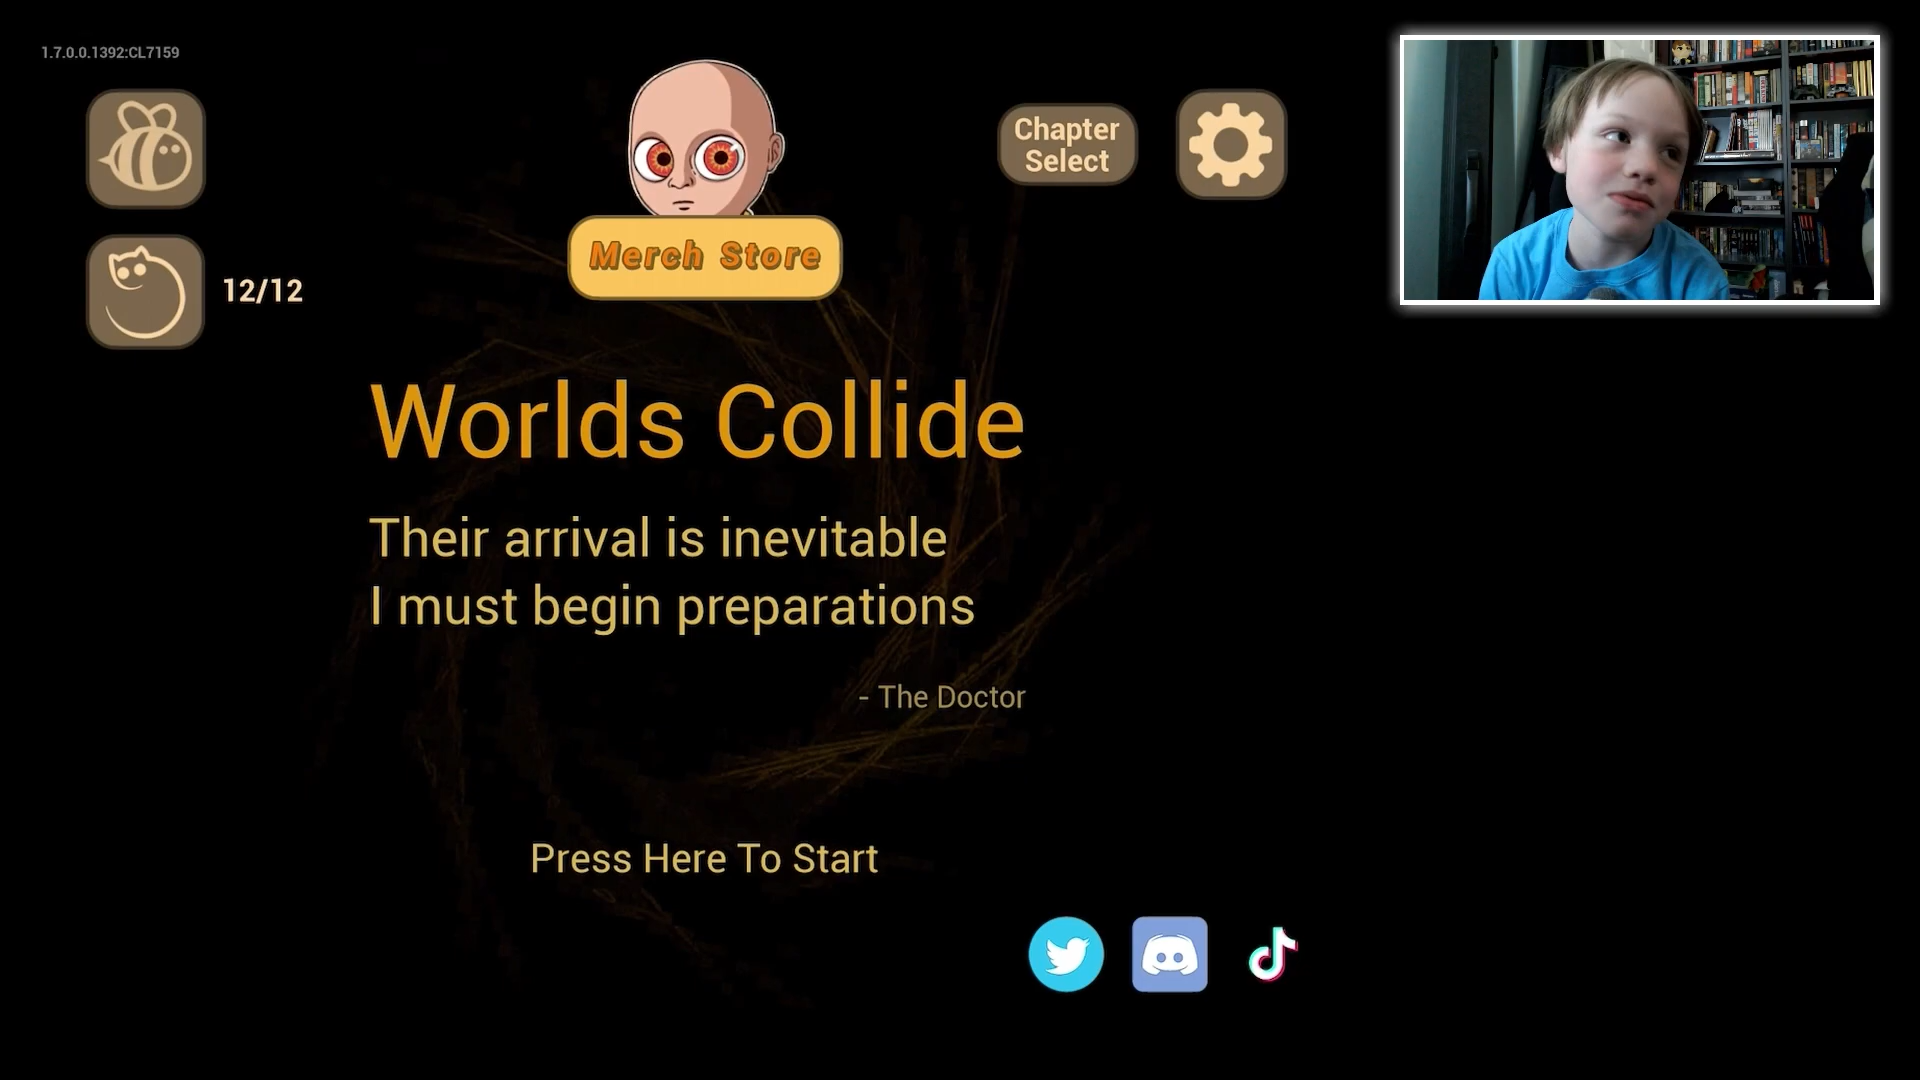 1.7.0.0.1392:CL7159
Chapter
Select
Merch Store
12/12
Worlds Collide
Their arrival is inevitable
I must begin preparations
- The Doctor
Press Here To Start